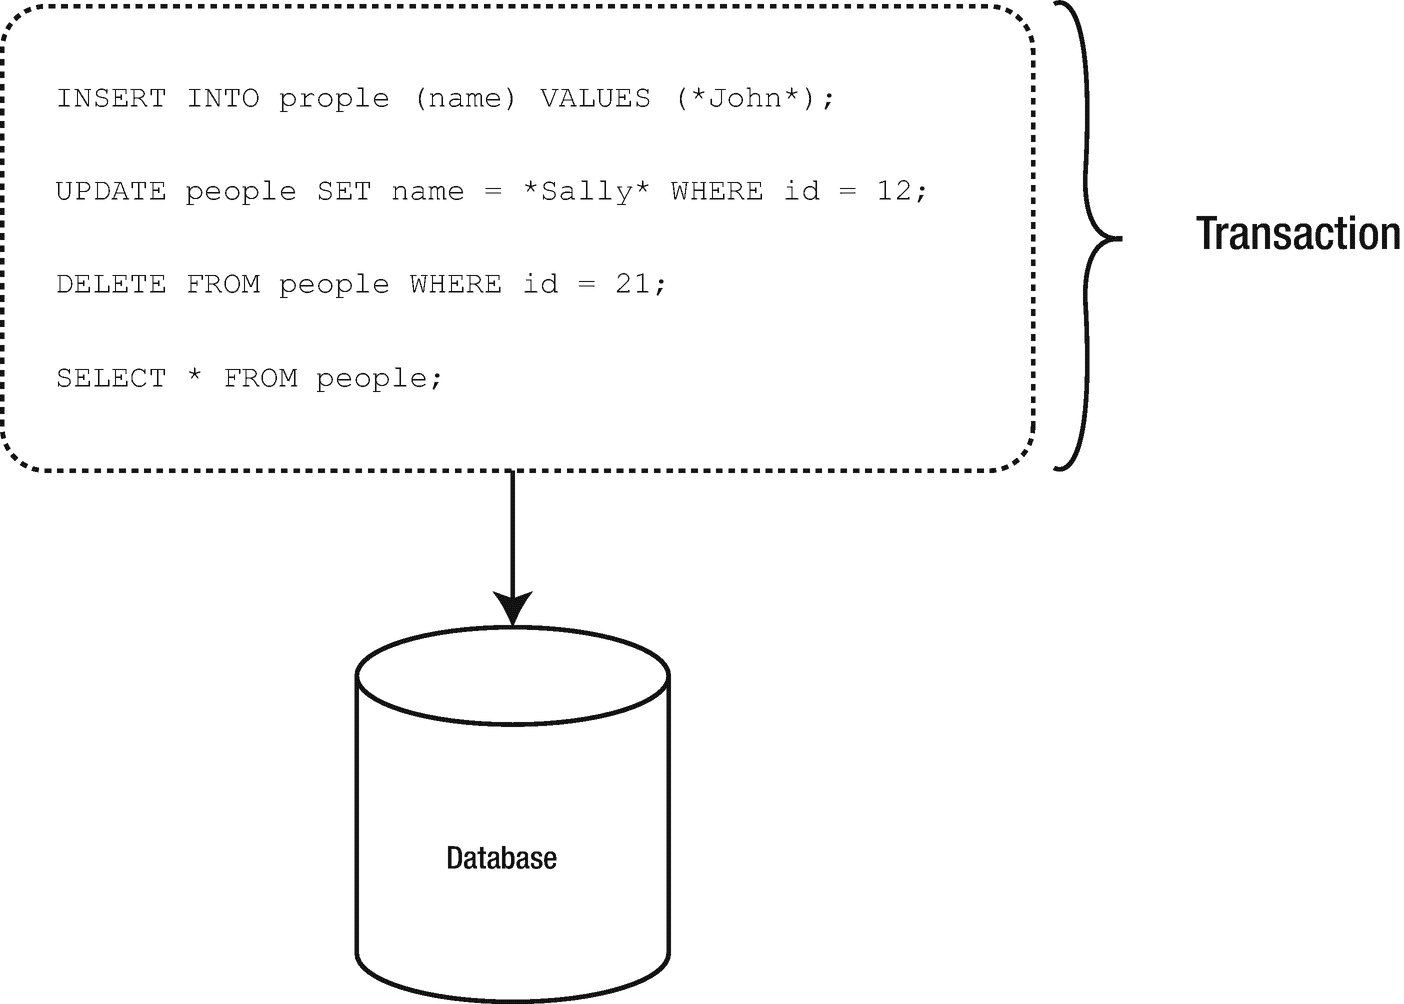 INSERT INTO prople (name) VALUES (*John*);
UPDATE people SET name = *Sally* WHERE id = 12;
DELETE FROM people WHERE id = 21;
SELECT * FROM people;
Transaction
Database